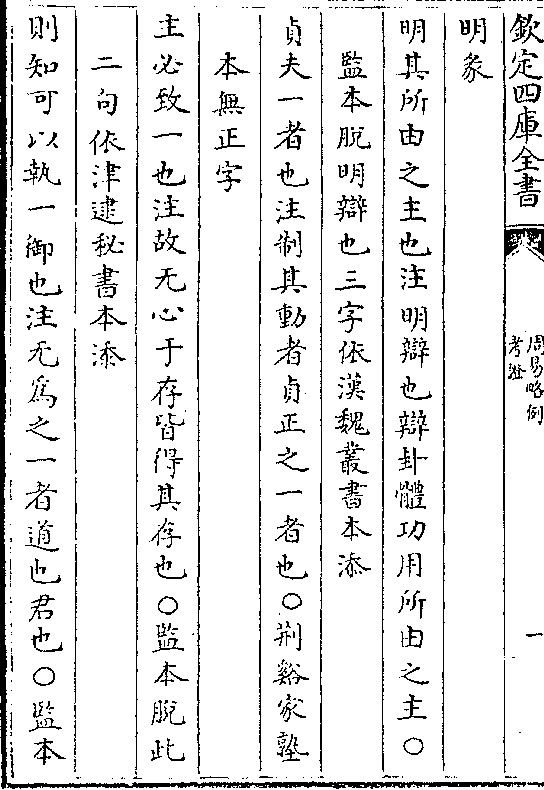 欽定四庫全書
周易略例
考證
一
明彖
明其所由之主也注明辯也辯卦體功用所由之主○
監本脫明辯也三字依漢魏叢書本添
貞夫一者也注制其動者貞正之一者也○荆谿家塾
本無正字
主必致一也注故无心于存皆得其存也○監本脫此
二句依津逮秘書本添
則知可以執一御也注无爲之一者道也君也○監本